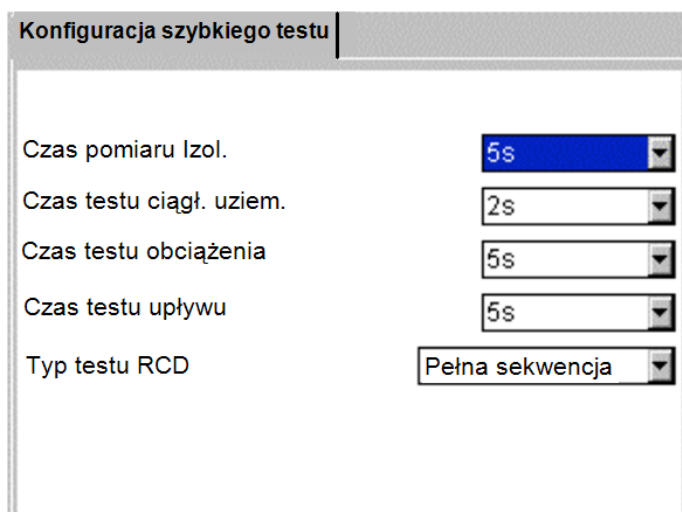 Konfiguracja szybkiego testu
Czas pomiaru Izol. 5s
Czas testu ciągł. uziem. 2s
Czas testu obciążenia 5s
Czas testu upływu 5s
Typ testu RCD Pełna sekwencja